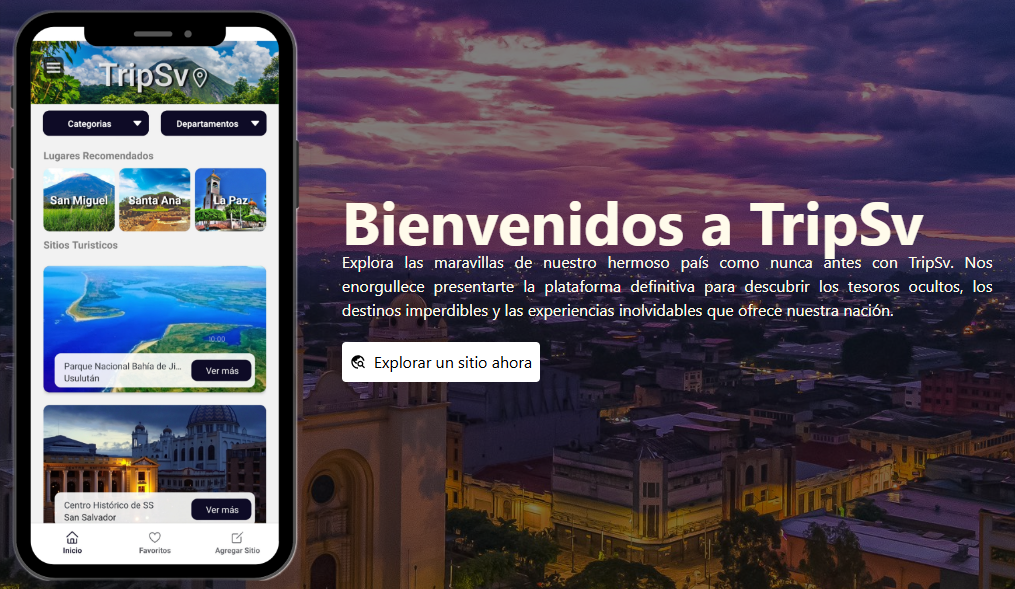 TripSv
Categorias
Departamentos
Lugares Recomendados
San Miguel
Santa Ana
La Paz
Sitios Turisticos
Parque Nacional Bahía de Ji...
Usulután
Ver más
Centro Histórico de SS
San Salvador
Ver más
Inicio
Favoritos
Agregar Sitio
Bienvenidos a TripSv
Explora las maravillas de nuestro hermoso país como nunca antes con TripSv. Nos
enorgullece presentarte la plataforma definitiva para descubrir los tesoros ocultos, los
destinos imperdibles y las experiencias inolvidables que ofrece nuestra nación.
Explorar un sitio ahora